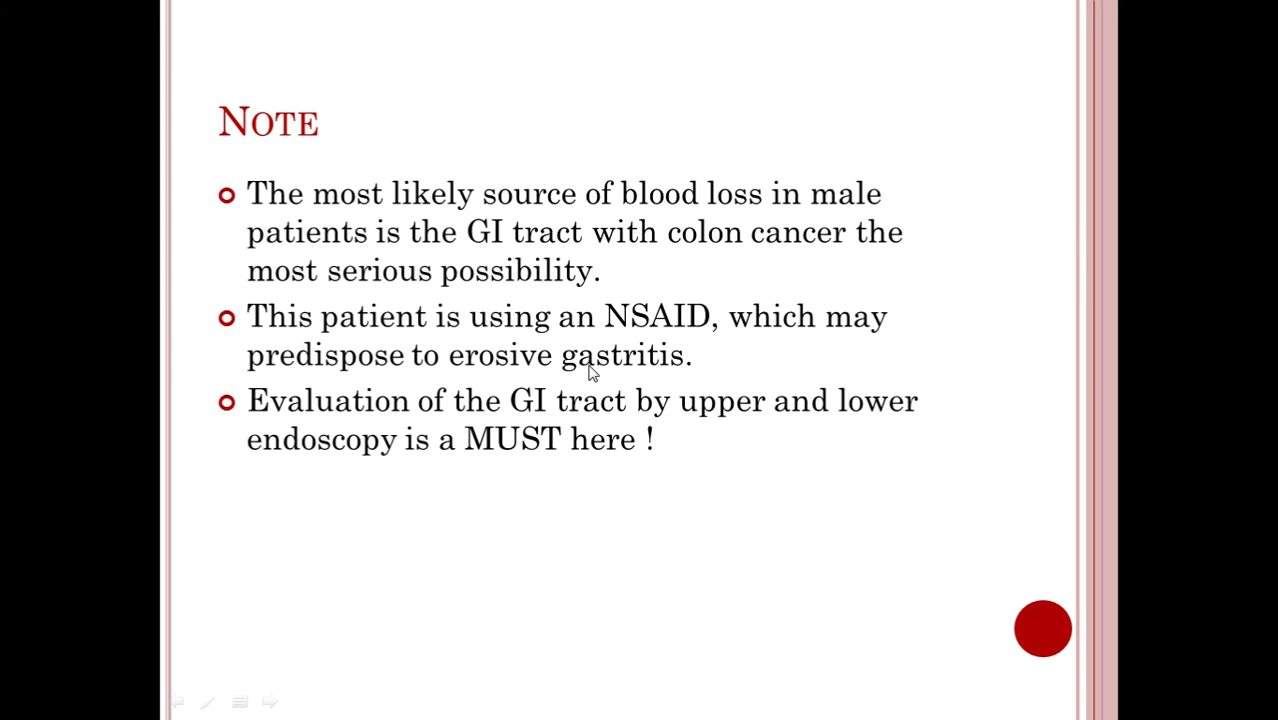 NOTE
The most likely source of blood loss in male
patients is the GI tract with colon cancer the
most serious possibility.
This patient is using an NSAID, which may
predispose to erosive gastritis.
Evaluation of the GI tract by upper and lower
endoscopy is a MUST here !